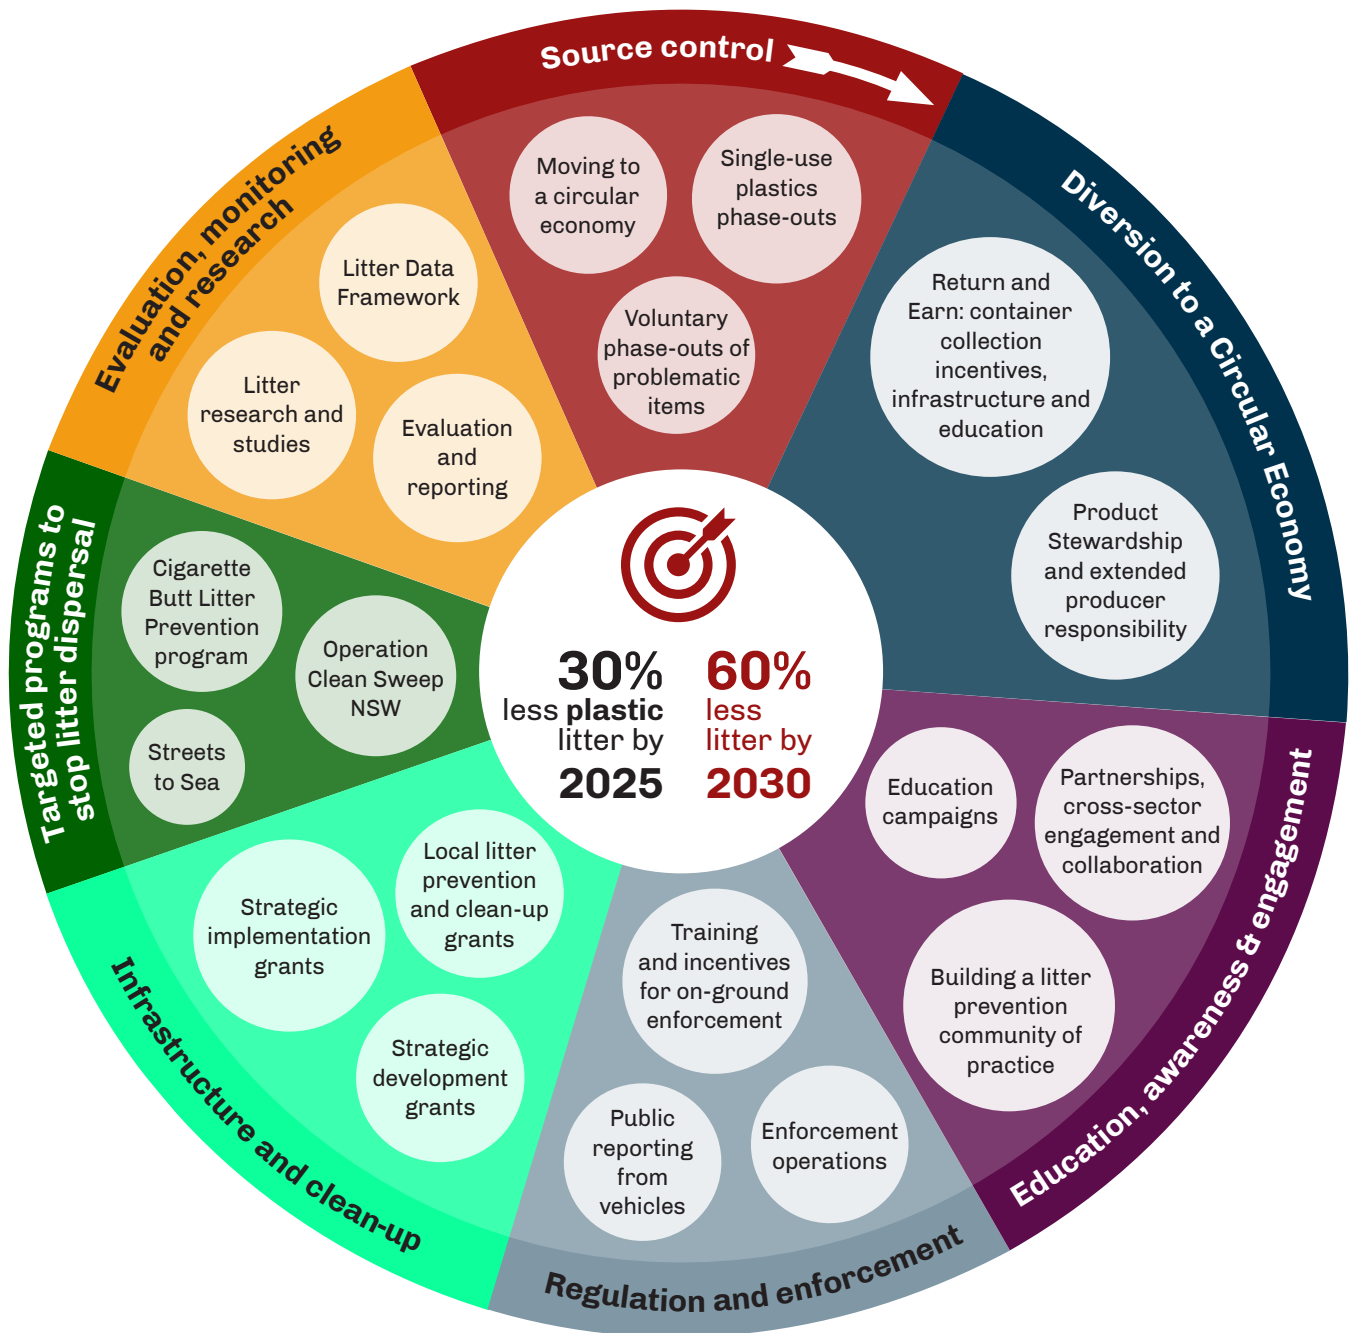 Source control
Moving to
a circular
economy
Single-use
plastics
phase-outs
Voluntary
phase-outs of
problematic
items
Diversion to a Circular Economy
Return and
Earn: container
collection
incentives,
infrastructure and
education
Product
Stewardship
and extended
producer
responsibility
Education, awareness & engagement
Education
campaigns
Partnerships,
cross-sector
engagement and
collaboration
Building a litter
prevention
community of
practice
Regulation and enforcement
Training
and incentives
for on-ground
enforcement
Public
reporting
from
vehicles
Enforcement
operations
Infrastructure and clean-up
Local litter
prevention
and clean-up
grants
Strategic
implementation
grants
Strategic
development
grants
Targeted programs to
stop litter dispersal
Cigarette
Butt Litter
Prevention
program
Operation
Clean Sweep
NSW
Streets
to Sea
Evaluation, monitoring
and research
Litter Data
Framework
Litter
research and
studies
Evaluation
and
reporting
30%
less plastic
litter by
2025
60%
less
litter by
2030